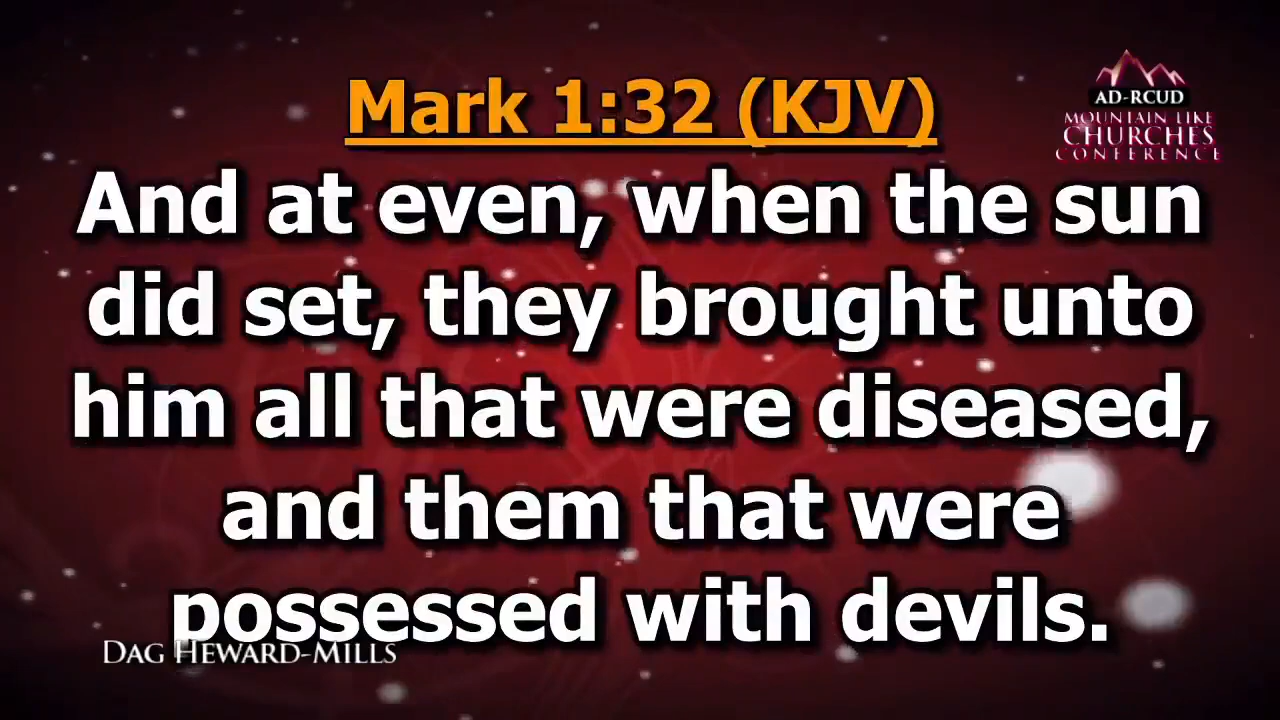 Mark 1:32 (KJV)
AD-RCUD
MOUNTAIN LIKE
CHURCHES
CONFERENCE
And at even, when the sun
did set, they brought unto
him all that were diseased,
and them that were
possessed with devils.
DAG HEWARD-MILLS